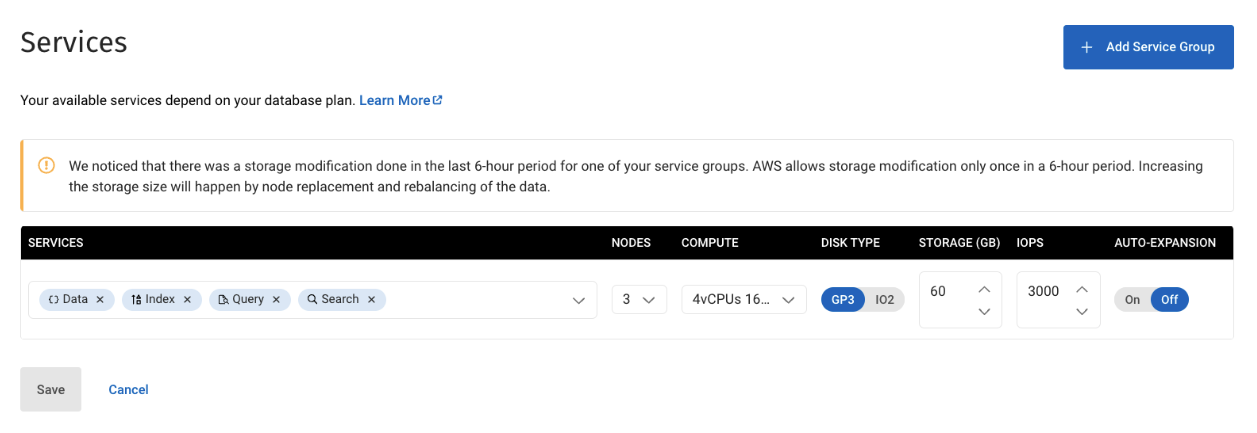 Services
+ Add Service Group
Your available services depend on your database plan. Learn More
We noticed that there was a storage modification done in the last 6-hour period for one of your service groups. AWS allows storage modification only once in a 6-hour period. Increasing
the storage size will happen by node replacement and rebalancing of the data.
SERVICES NODES COMPUTE DISK TYPE STORAGE (GB) IOPS AUTO-EXPANSION
Data × Index × Query × Search × 3 4vCPUs 16... GP3 IO2 60 3000 On Off
Save Cancel